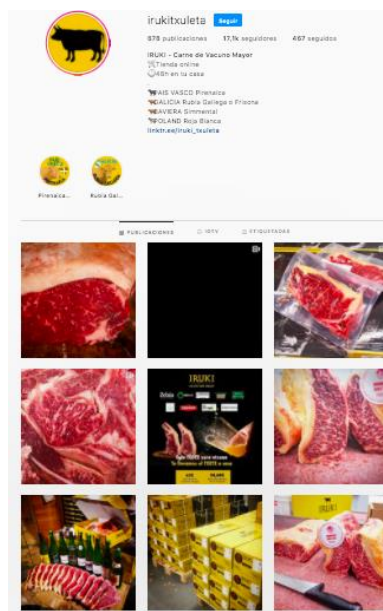 irukitxuleta Seguir
878 publicaciones 17,1k seguidores 467 seguidos
IRUKI - Carne de Vacuno Mayor
Tienda online
48h en tu casa
PAIS VASCO Pirenaica
GALICIA Rubia Gallego o Frisona
BAVIERA Simmental
POLAND Roja Blanca
linktr.ee/iruki_txuleta
Pirenaica... Rubia Gal...
PUBLICACIONES IGTV ETIQUETADAS
IRUKI
IRUKI